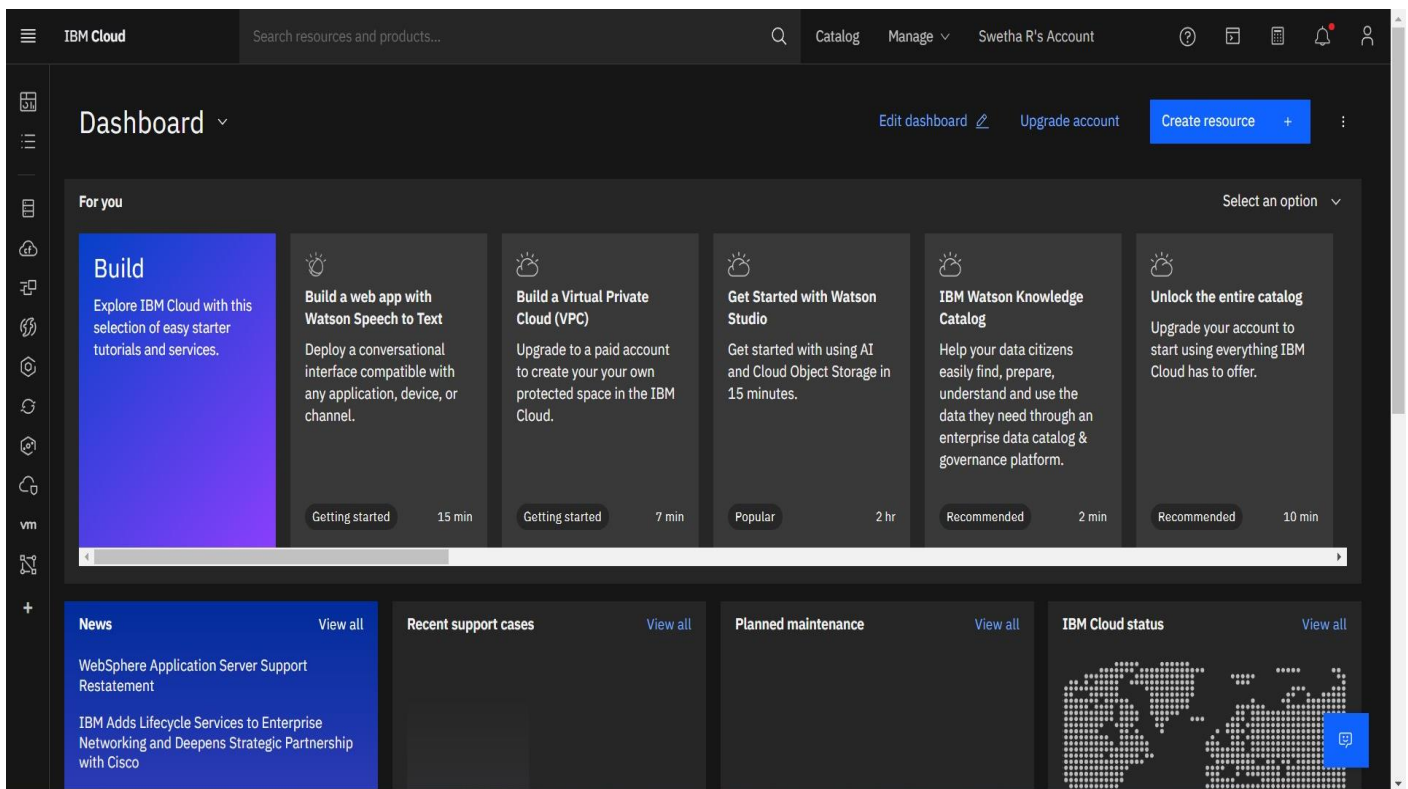 IBM Cloud
Search resources and products...
Catalog
Manage
Swetha R's Account
Dashboard
Edit dashboard
Upgrade account
Create resource +
For you
Select an option
Build
Explore IBM Cloud with this
selection of easy starter
tutorials and services.
Build a web app with
Watson Speech to Text
Deploy a conversational
interface compatible with
any application, device, or
channel.
Getting started
15 min
Build a Virtual Private
Cloud (VPC)
Upgrade to a paid account
to create your your own
protected space in the IBM
Cloud.
Getting started
7 min
Get Started with Watson
Studio
Get started with using AI
and Cloud Object Storage in
15 minutes.
Popular
2 hr
IBM Watson Knowledge
Catalog
Help your data citizens
easily find, prepare,
understand and use the
data they need through an
enterprise data catalog &
governance platform.
Recommended
2 min
Unlock the entire catalog
Upgrade your account to
start using everything IBM
Cloud has to offer.
Recommended
10 min
cf
vm
+
News
View all
WebSphere Application Server Support
Restatement
IBM Adds Lifecycle Services to Enterprise
Networking and Deepens Strategic Partnership
with Cisco
Recent support cases
View all
Planned maintenance
View all
IBM Cloud status
View all